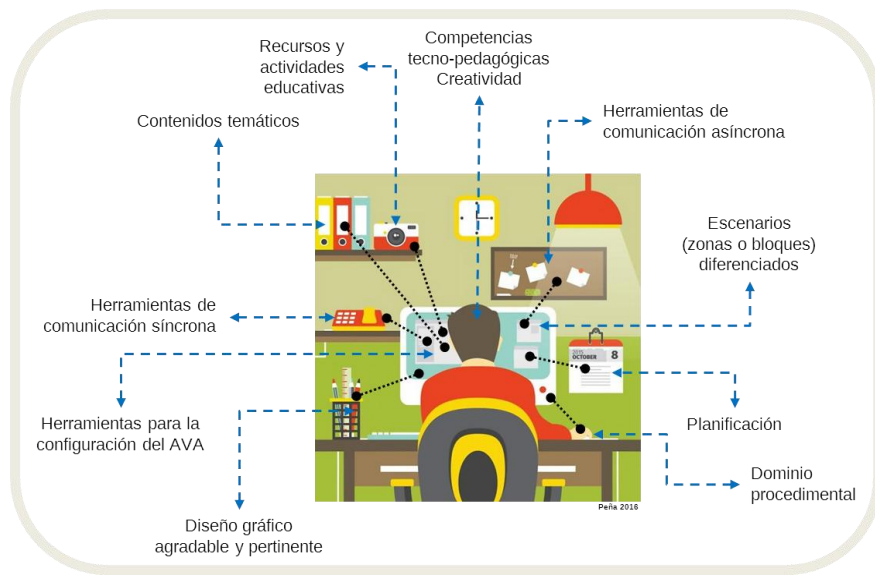 Recursos y
actividades
educativas
Competencias
tecno-pedagógicas
Creatividad
Contenidos temáticos
Herramientas de
comunicación asíncrona
Escenarios
(zonas o bloques)
diferenciados
Herramientas de
comunicación síncrona
2015
OCTOBER 8
Herramientas para la
configuración del AVA
Planificación
Dominio
procedimental
Diseño gráfico
agradable y pertinente
Peña 2016